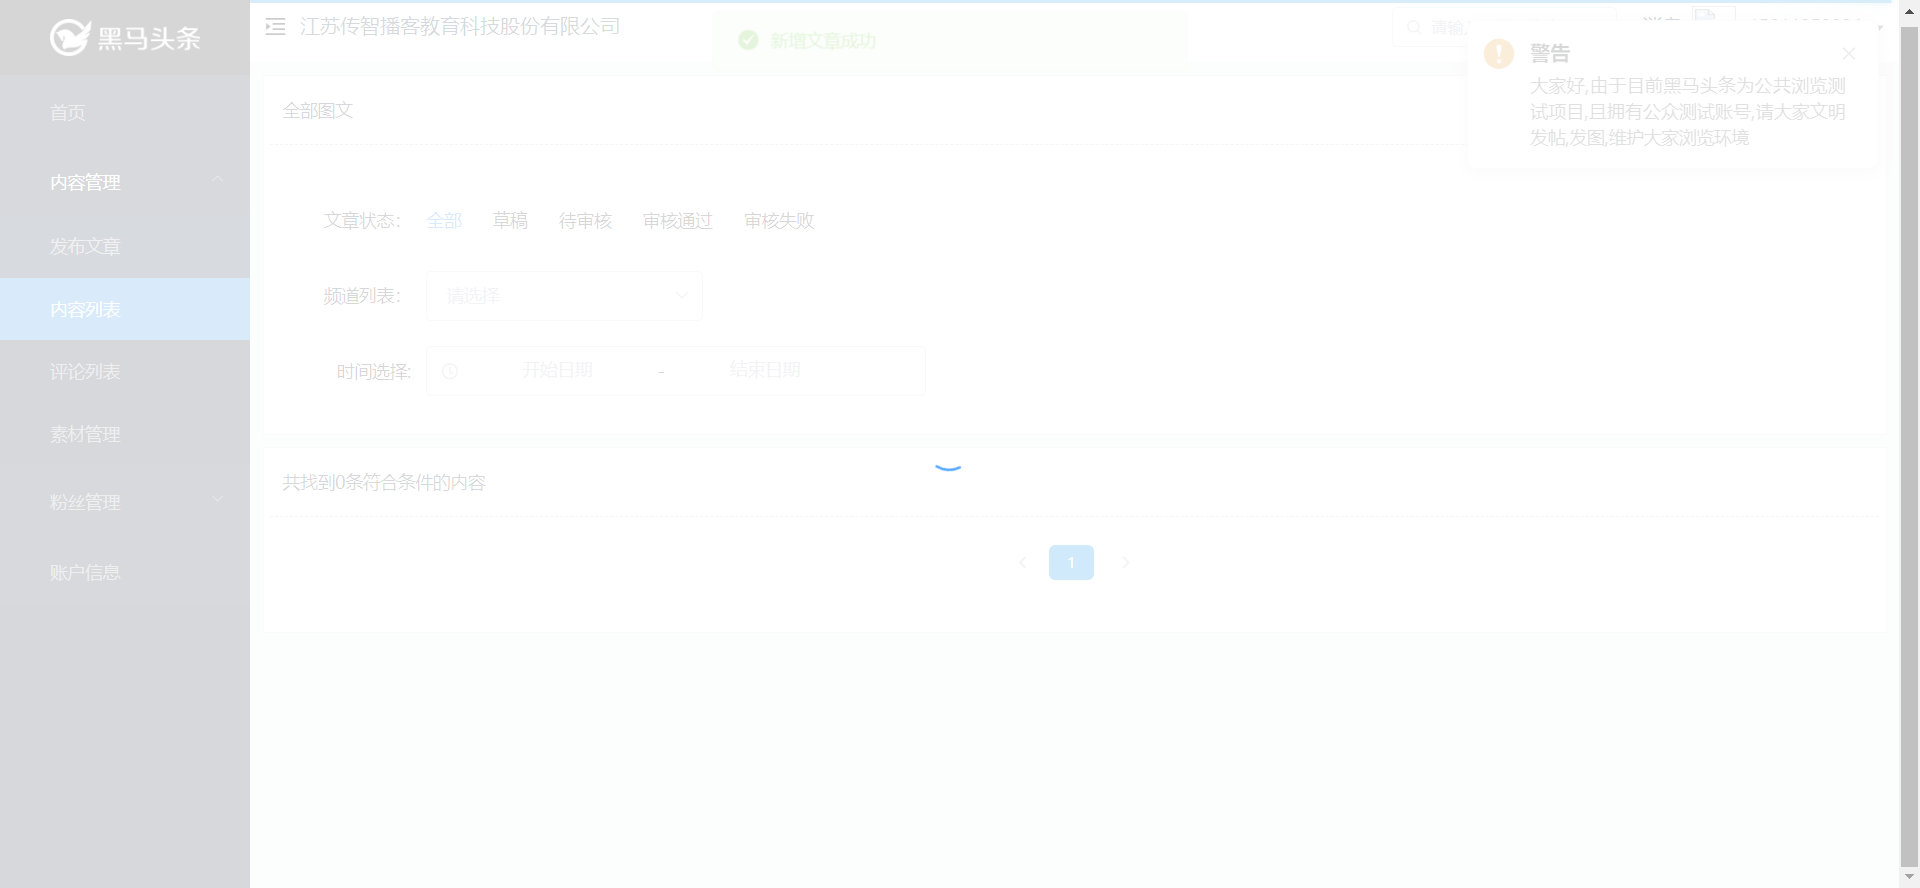 黑马头条
首页
内容管理
发布文章
内容列表
评论列表
素材管理
粉丝管理
账户信息
江苏传智播客教育科技股份有限公司
新增文章成功
请输
警告
大家好,由于目前黑马头条为公共浏览测
试项目,且拥有公众测试账号,请大家文明
发帖,发图,维护大家浏览环境
全部图文
文章状态: 全部 草稿 待审核 审核通过 审核失败
频道列表: 请选择
时间选择: 开始日期 - 结束日期
共找到0条符合条件的内容
1